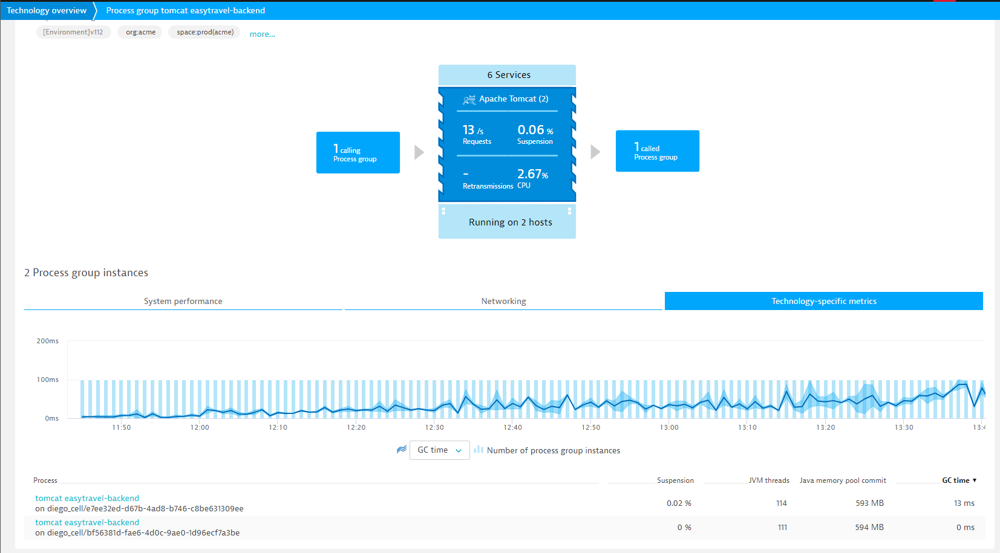 Technology overview
Process group tomcat easytravel-backend
[Environment]v112
org:acme
space:prod(acme)
more...
6 Services
Apache Tomcat (2)
13 /s
Requests
0.06 %
Suspension
-
Retransmissions
2.67%
CPU
1 calling
Process group
1 called
Process group
Running on 2 hosts
2 Process group instances
System performance
Networking
Technology-specific metrics
200ms
100ms
0ms
11:50
12:00
12:10
12:20
12:30
12:40
12:50
13:00
13:10
13:20
13:30
GC time
Number of process group instances
Process
Suspension
JVM threads
Java memory pool commit
GC time ▼
tomcat easytravel-backend
on diego_cell/e7ee32ed-d67b-4ad8-b746-c8be631309ee
0.02 %
114
593 MB
13 ms
tomcat easytravel-backend
on diego_cell/bf56381d-fae6-4d0c-9ae0-1d96ecf7a3be
0 %
111
594 MB
0 ms